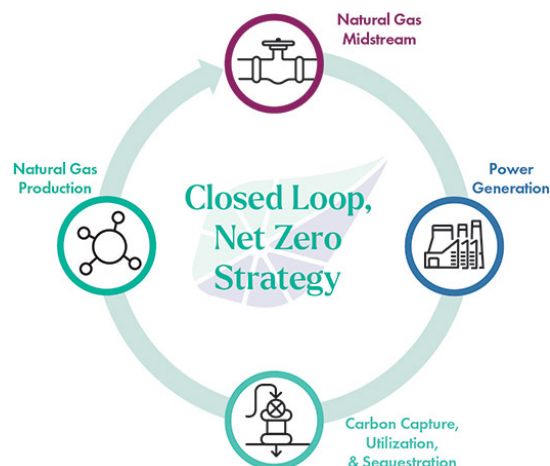 Natural Gas
Midstream
Natural Gas
Production
Power
Generation
Closed Loop,
Net Zero
Strategy
Carbon Capture,
Utilization,
& Sequestration